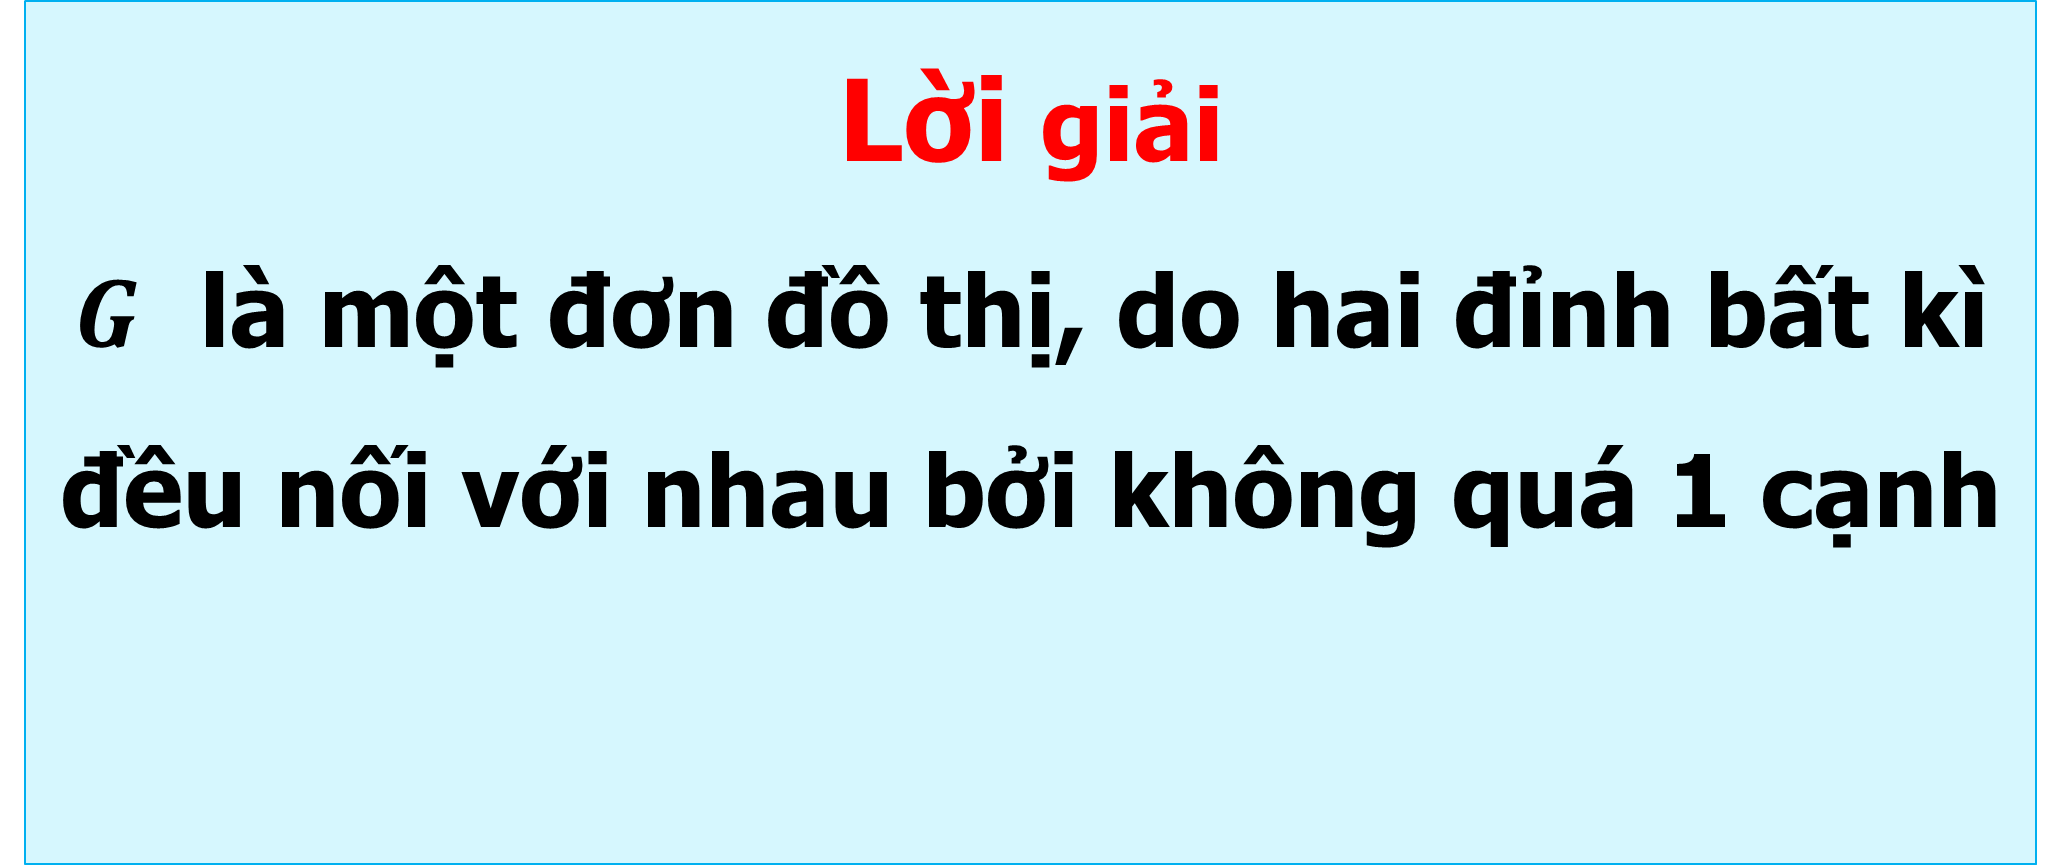 Lời giải
G là một đơn đồ thị, do hai đỉnh bất kì
đều nối với nhau bởi không quá 1 cạnh